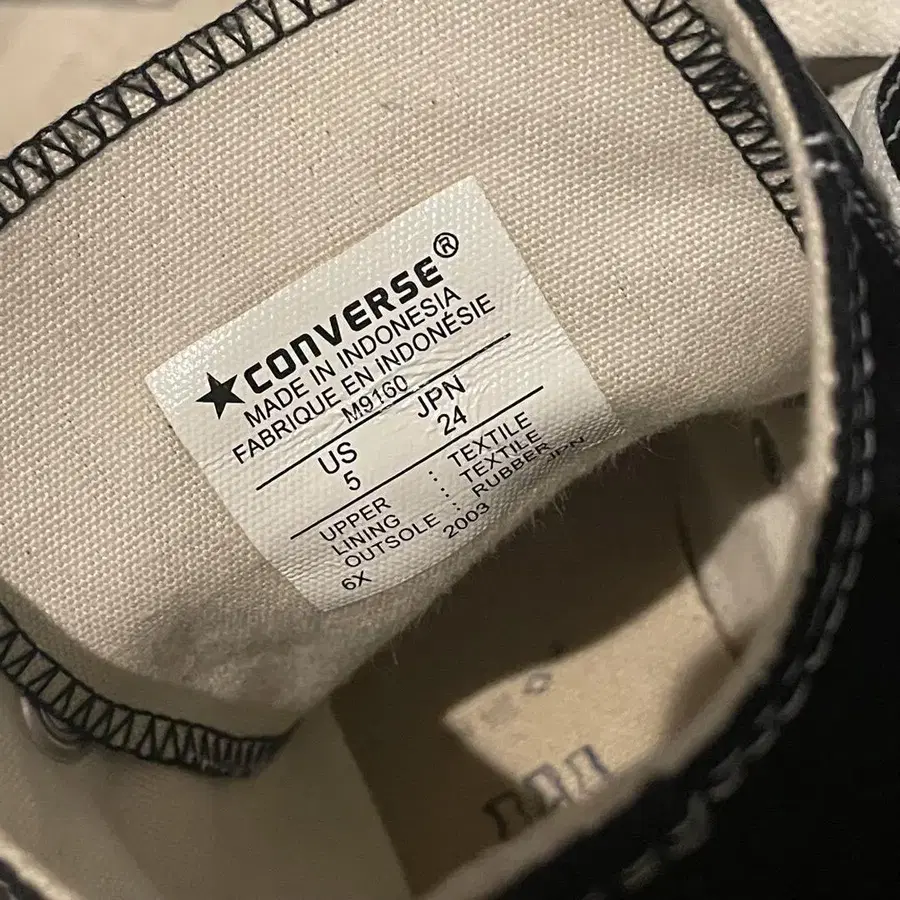 ★CONVERSE®
MADE IN INDONESIA
FABRIQUE EN INDONÉSIE
M9160
US JPN
5 24
UPPER : TEXTILE
LINING : TEXTILE
OUTSOLE : RUBBER
6X 2003 JPN